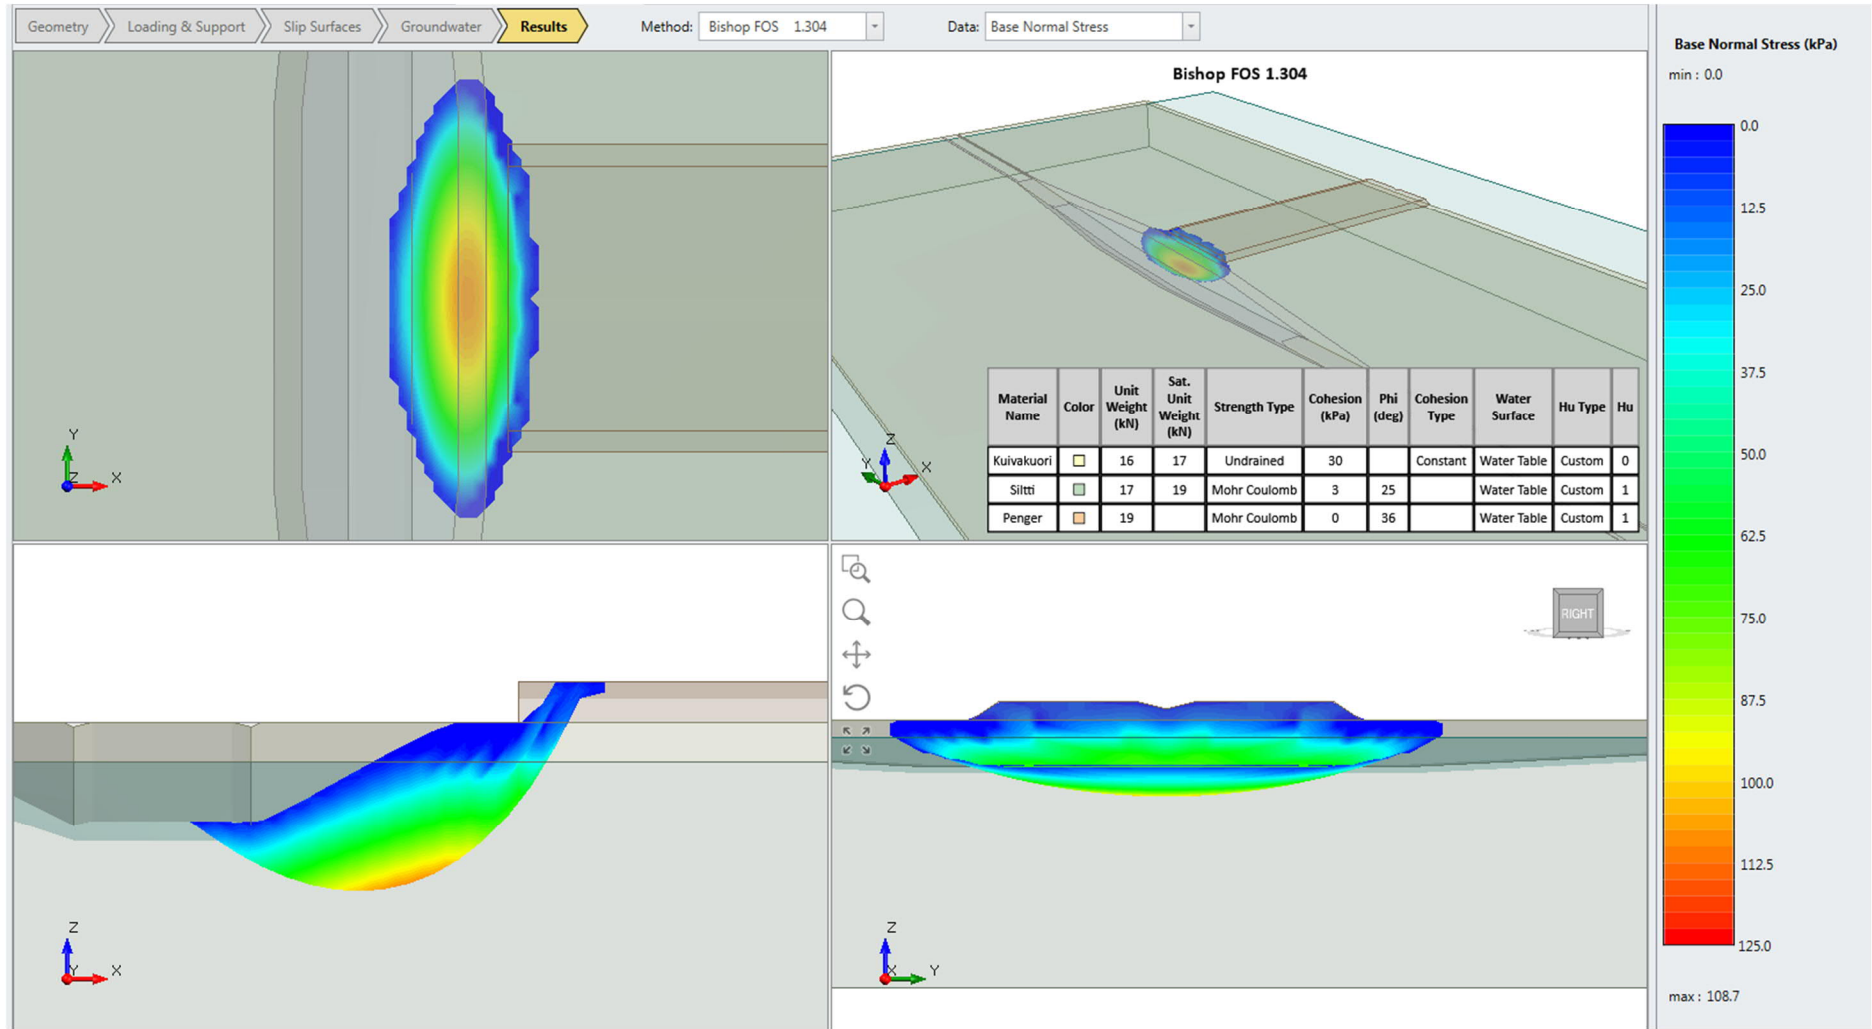 Geometry Loading & Support Slip Surfaces Groundwater Results Method: Bishop FOS 1.304 Data: Base Normal Stress
Bishop FOS 1.304
Material Name Color Unit Weight (kN) Sat. Unit Weight (kN) Strength Type Cohesion (kPa) Phi (deg) Cohesion Type Water Surface Hu Type Hu
Kuivakuori 16 17 Undrained 30 Constant Water Table Custom 0
Siltti 17 19 Mohr Coulomb 3 25 Water Table Custom 1
Penger 19 Mohr Coulomb 0 36 Water Table Custom 1
Y
Z X
Z
Y X
RIGHT
Z
Y X
Z
X Y
Base Normal Stress (kPa)
min : 0.0
0.0
12.5
25.0
37.5
50.0
62.5
75.0
87.5
100.0
112.5
125.0
max : 108.7